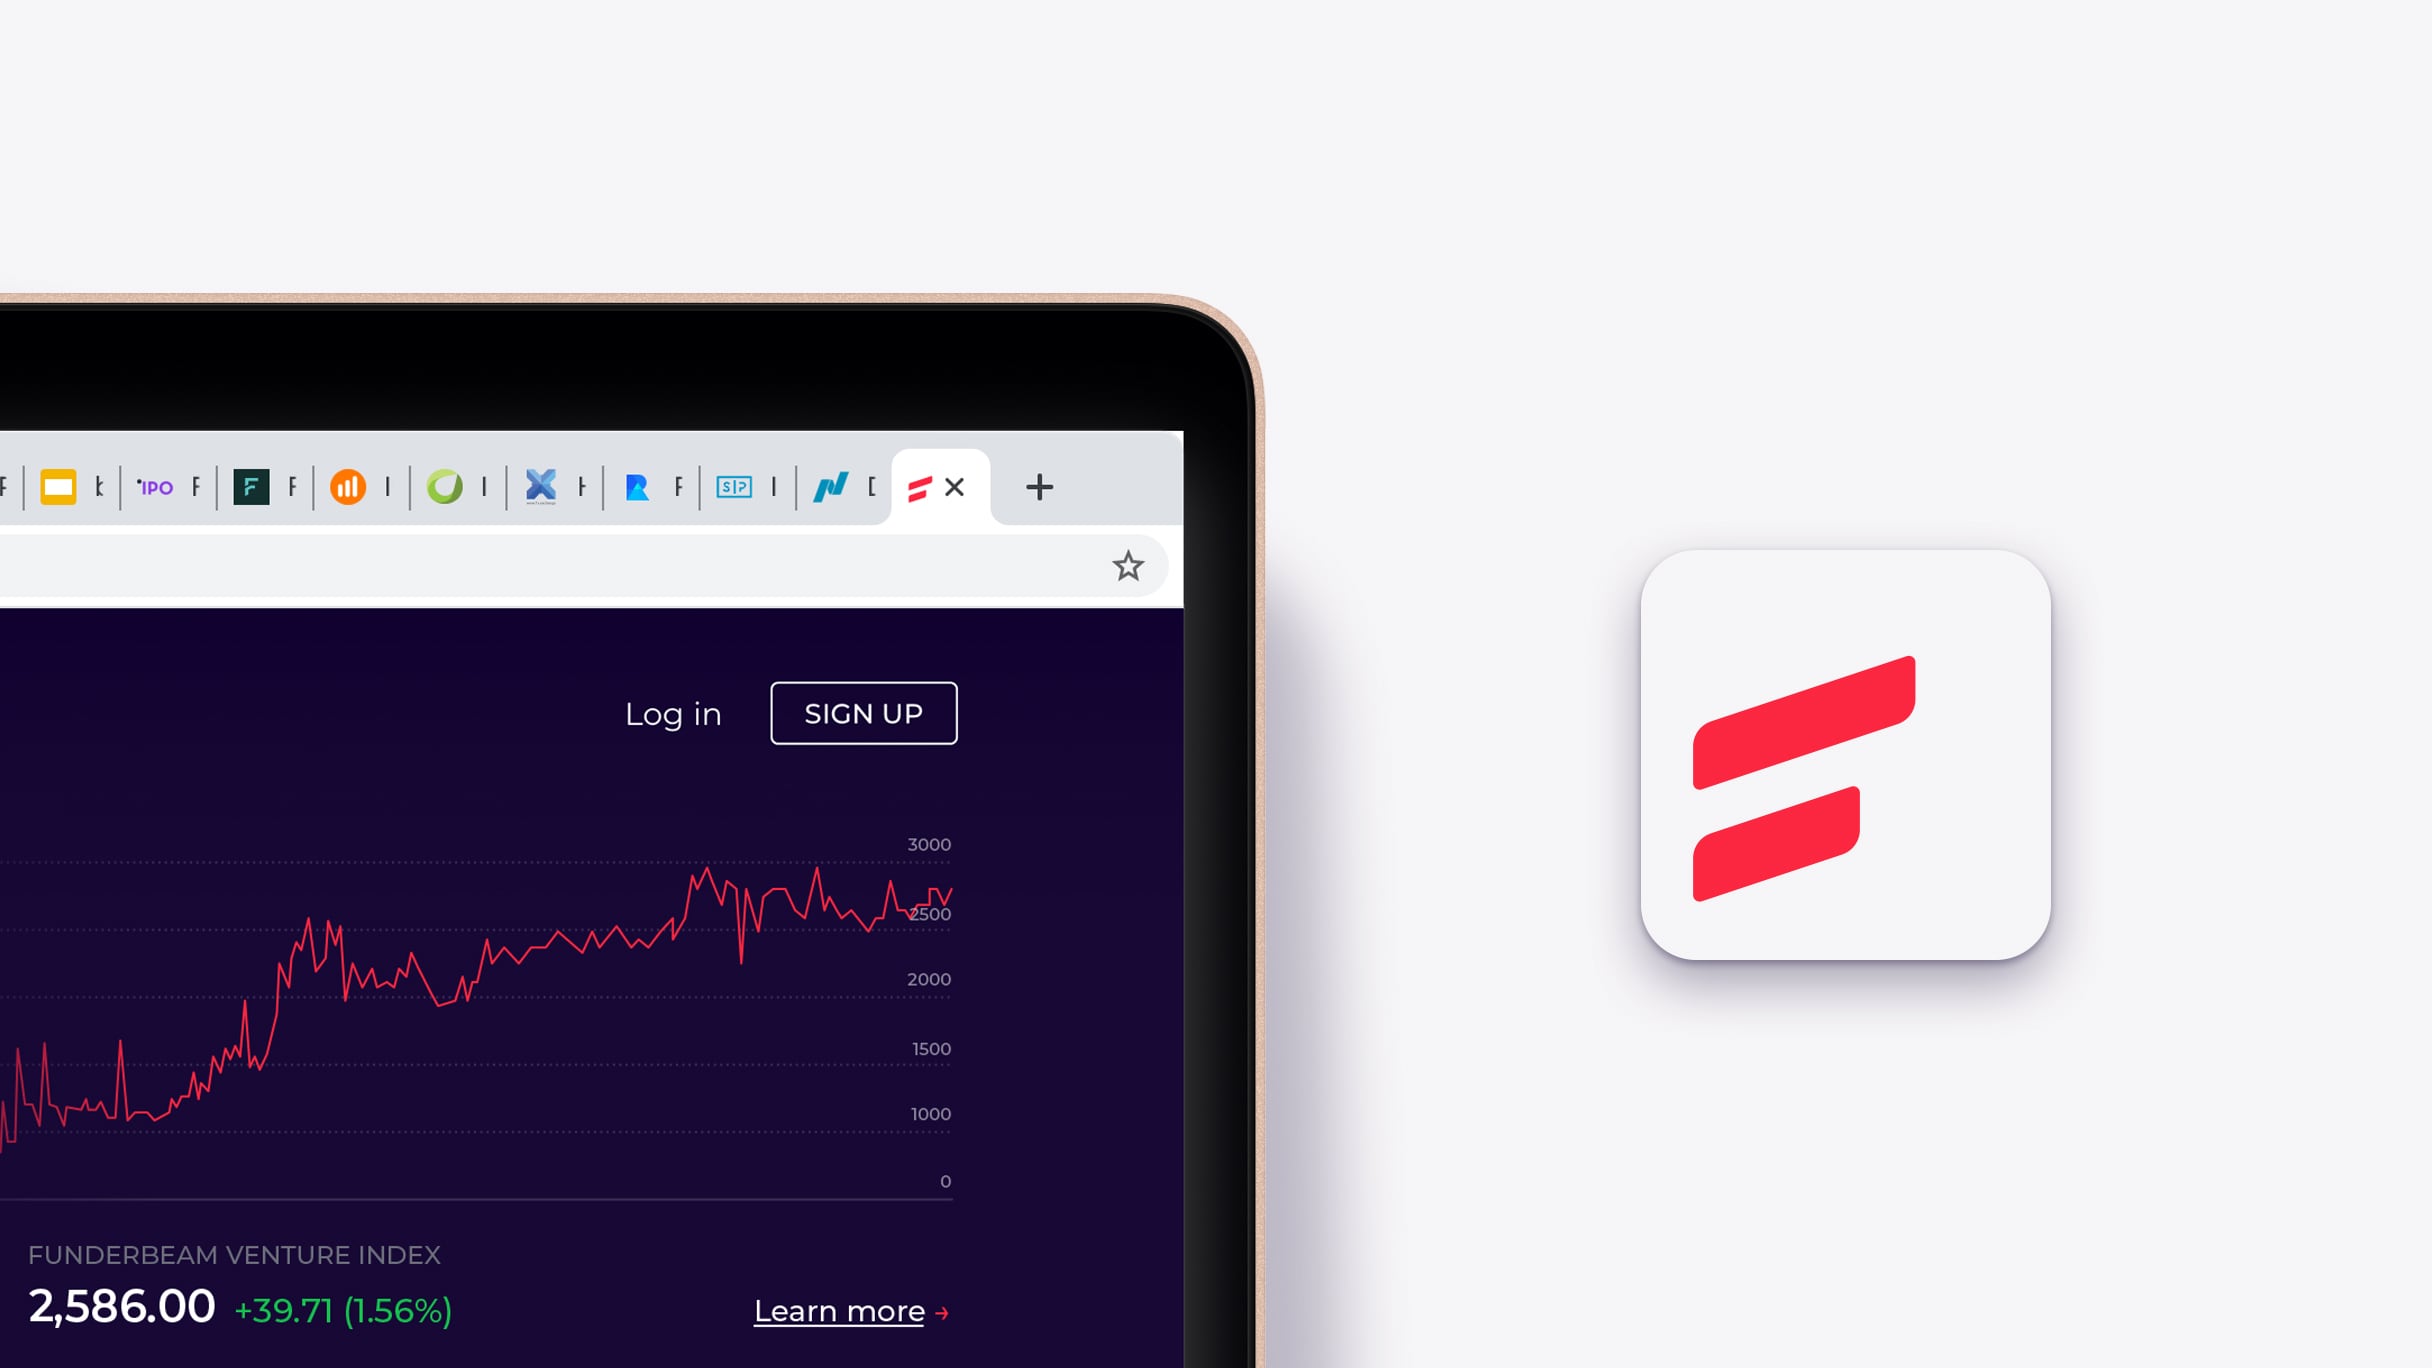 IPO
F
Log in
SIGN UP
3000
2500
2000
1500
1000
0
FUNDERBEAM VENTURE INDEX
2,586.00 +39.71 (1.56%)
Learn more →